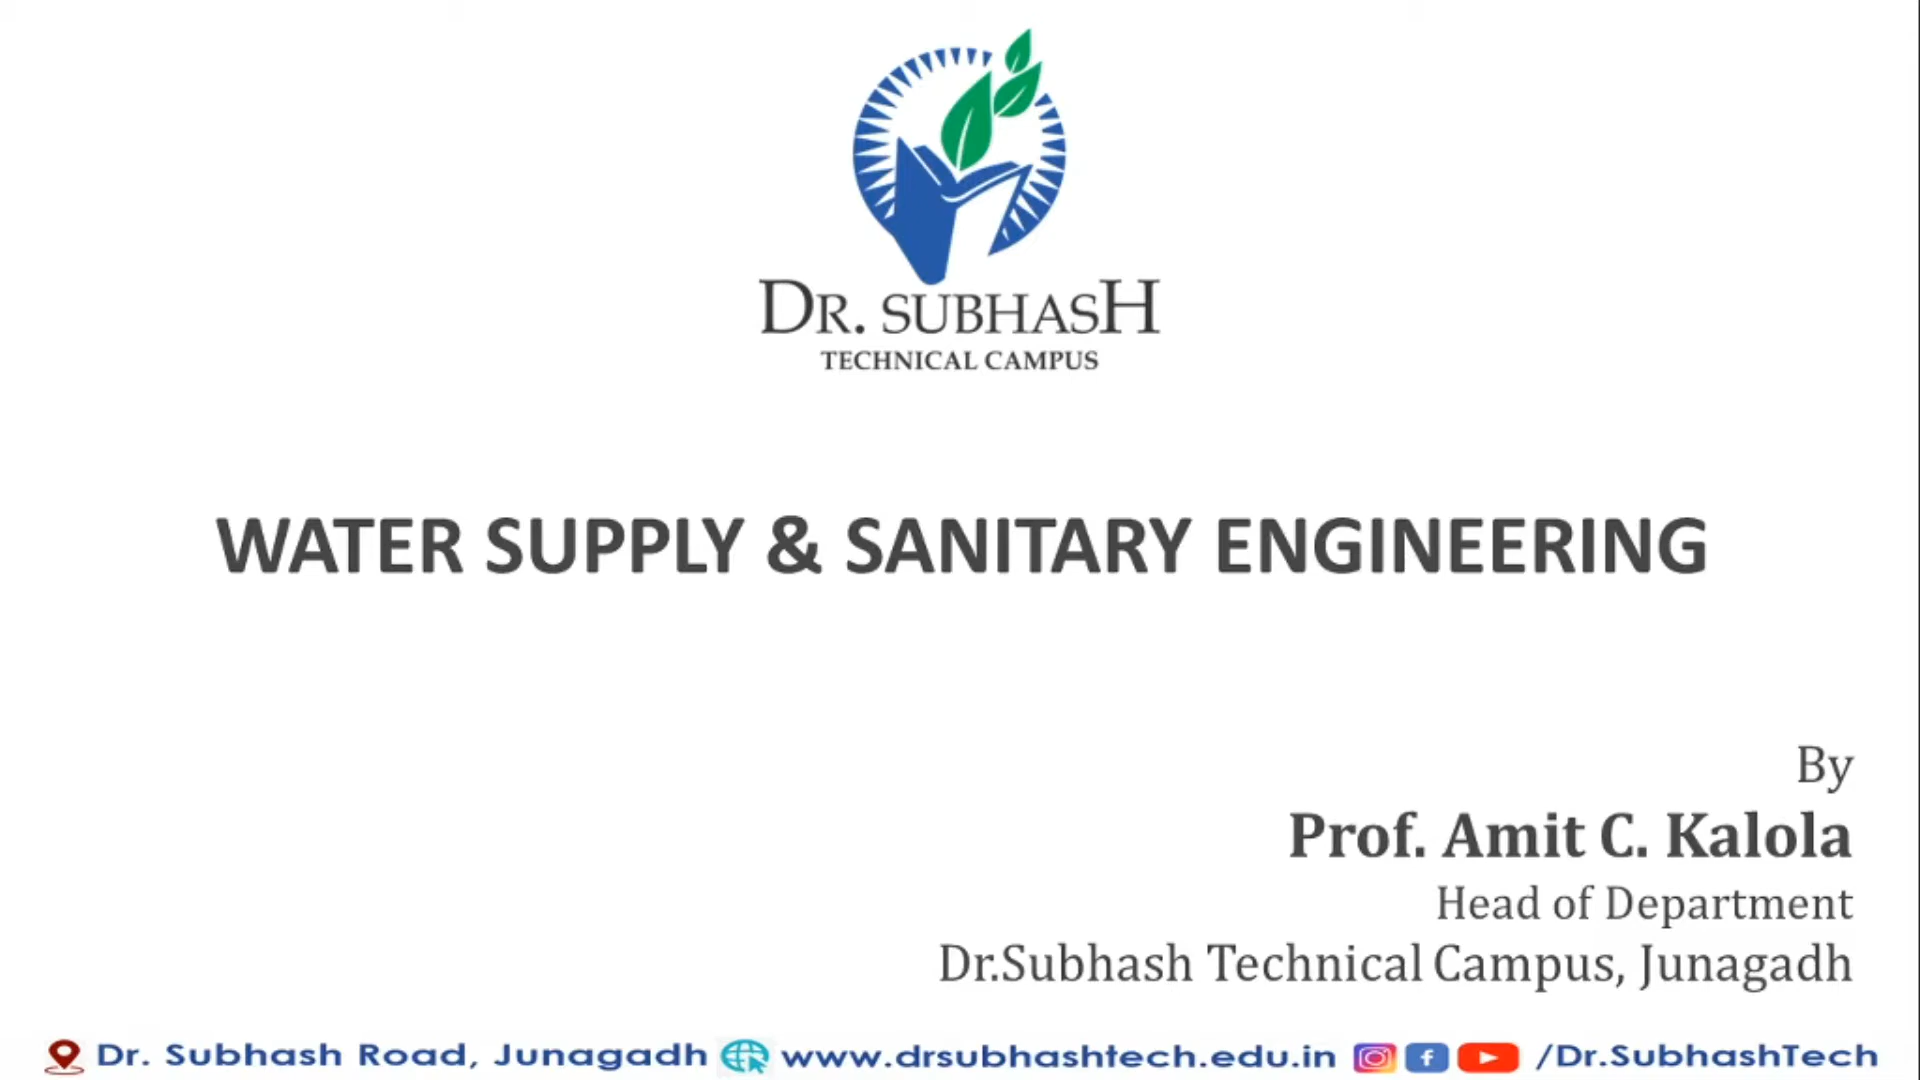 DR. SUBHASH
TECHNICAL CAMPUS
WATER SUPPLY & SANITARY ENGINEERING
By
Prof. Amit C. Kalola
Head of Department
Dr.Subhash Technical Campus, Junagadh
Dr. Subhash Road, Junagadh www.drsubhashtech.edu.in f /Dr.SubhashTech